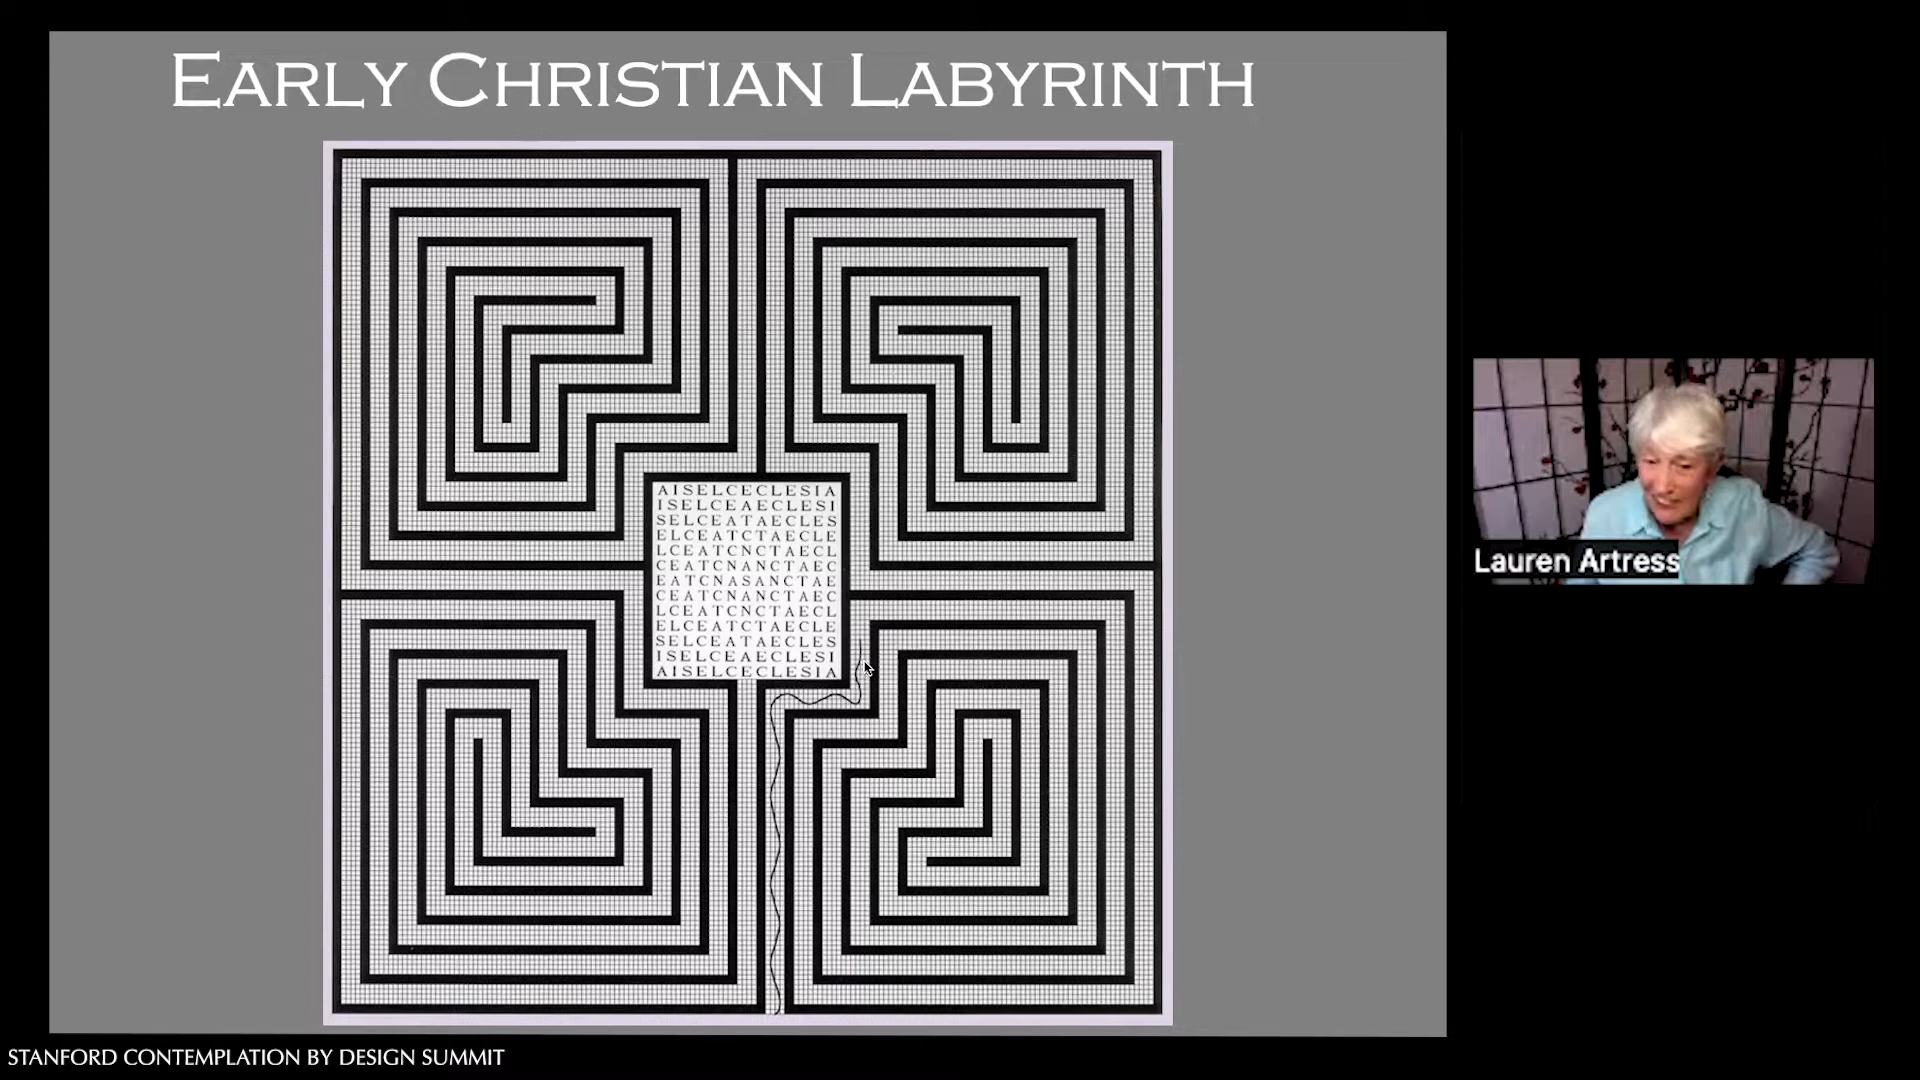 EARLY CHRISTIAN LABYRINTH
AISELCECLESIA
ISELCEAECLESI
SELCEATAECLES
ELCEATCTAECLE
LCEATCNCTAECL
CEATCNANCTAEC
EATCNASANCTAE
CEATCNANCTAEC
LCEATCNCTAECL
ELCEATCTAECLE
SELCEATAECLES
ISELCEAECLESI
AISELCECLESIA
Lauren Artress
STANFORD CONTEMPLATION BY DESIGN SUMMIT